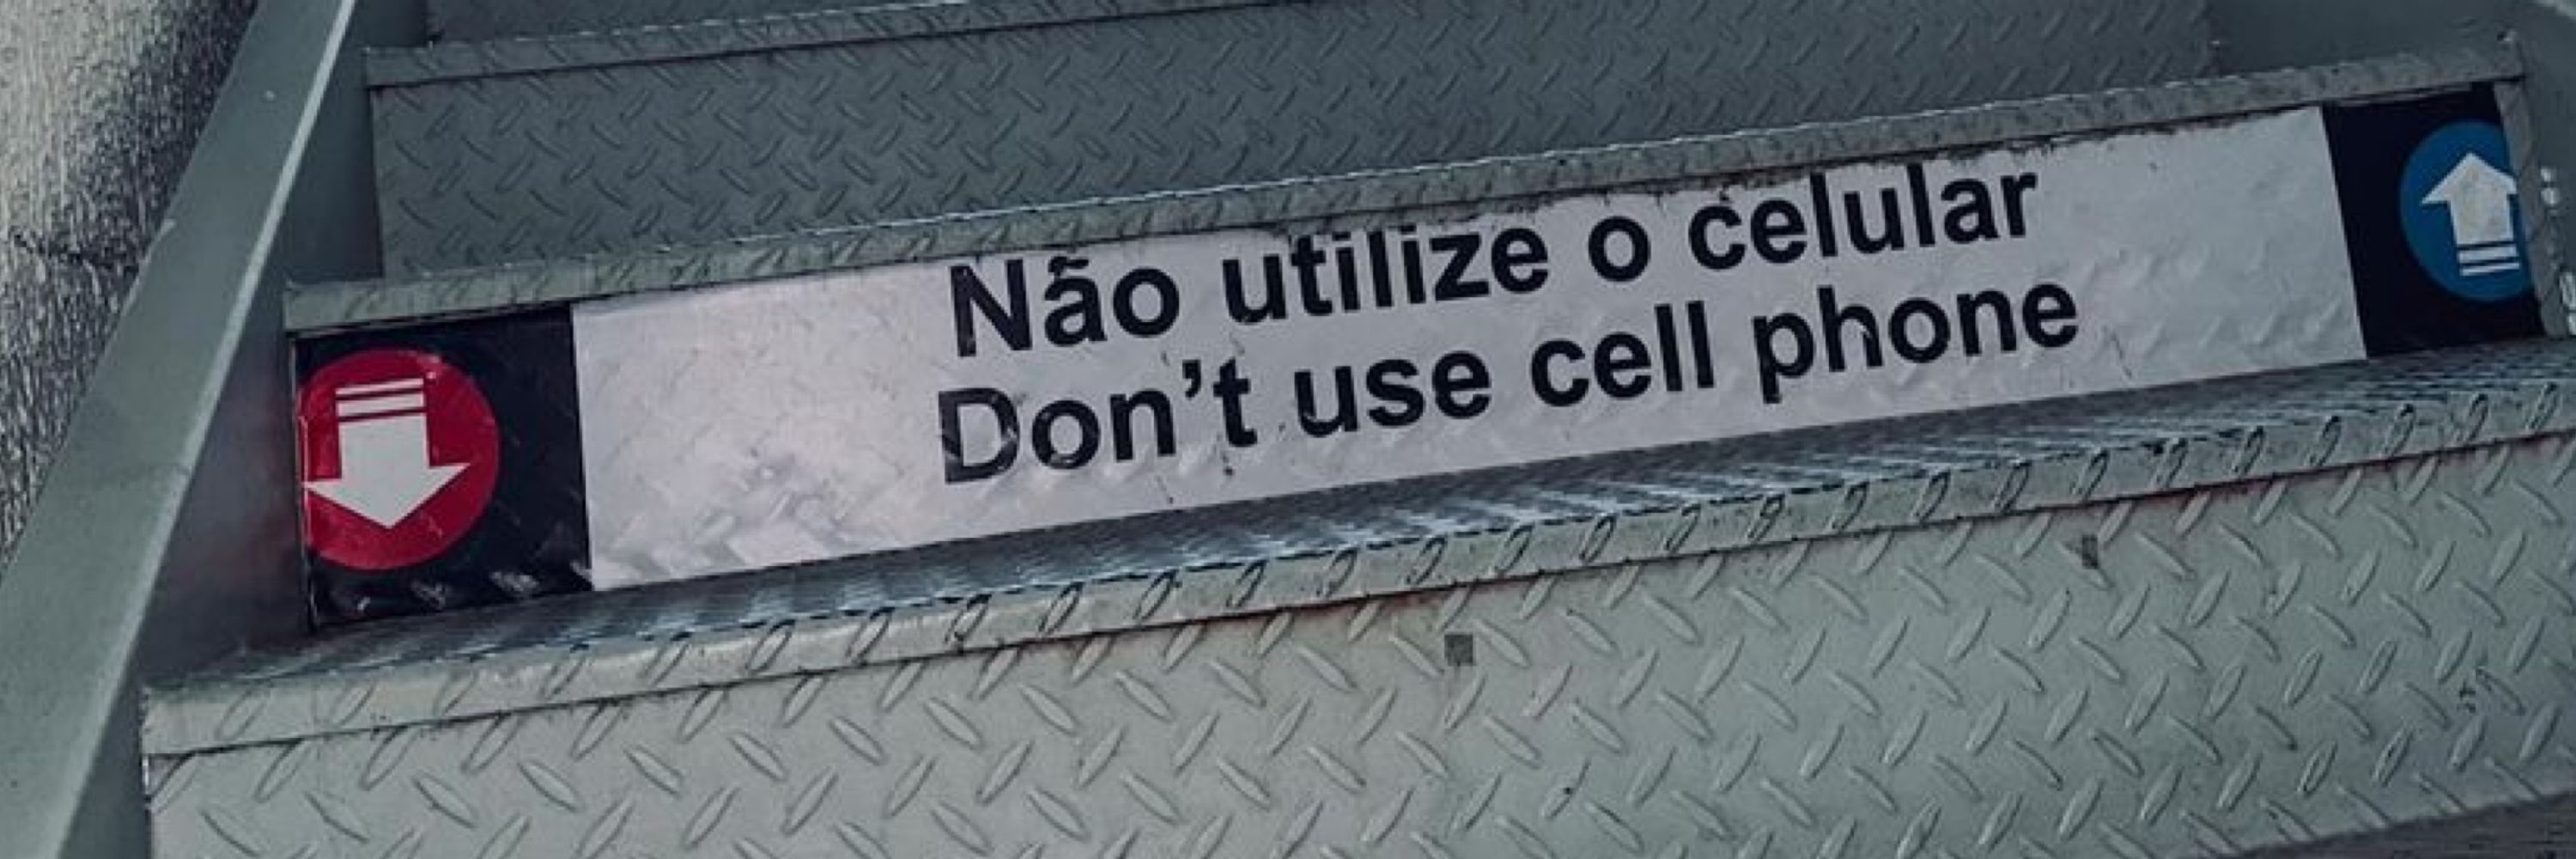 Não utilize o celular
Don't use cell phone